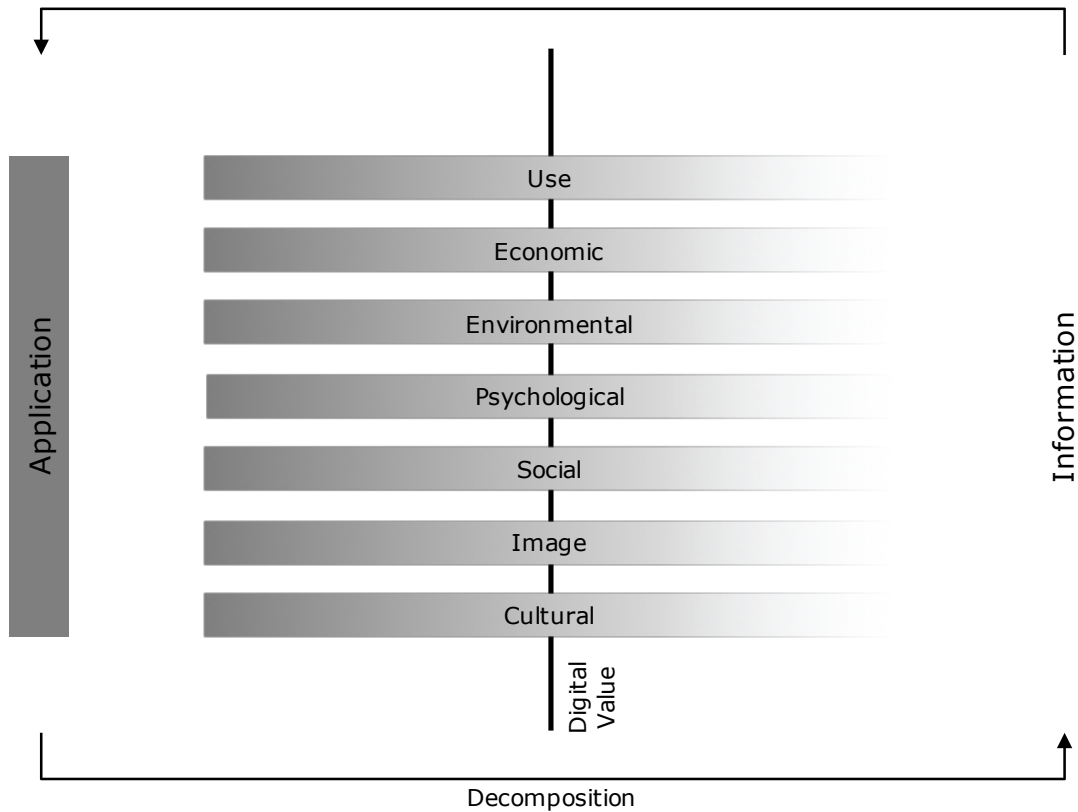 Use
Economic
Environmental
Psychological
Social
Image
Cultural
Application
Information
Digital
Value
Decomposition